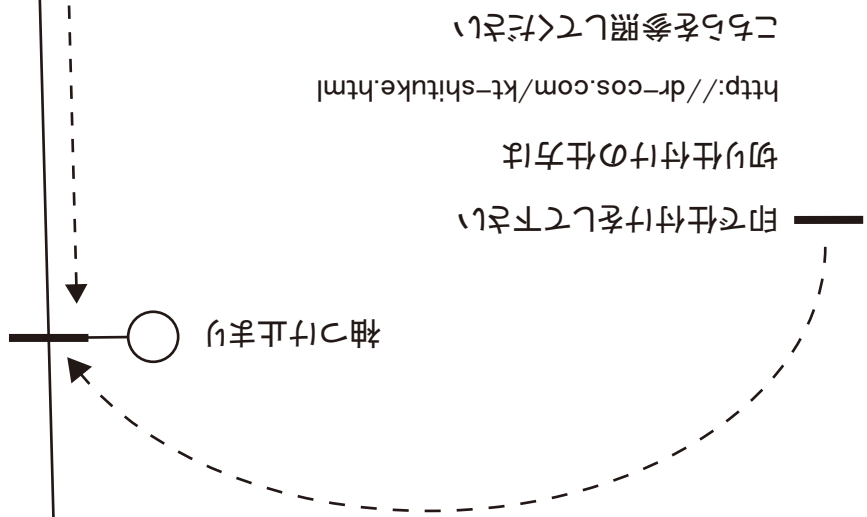 袖つけ止まり
印で仕付けをして下さい
切り仕付けの仕方は
http://dr-cos.com/kt-shituke.html
こちらを参照してください